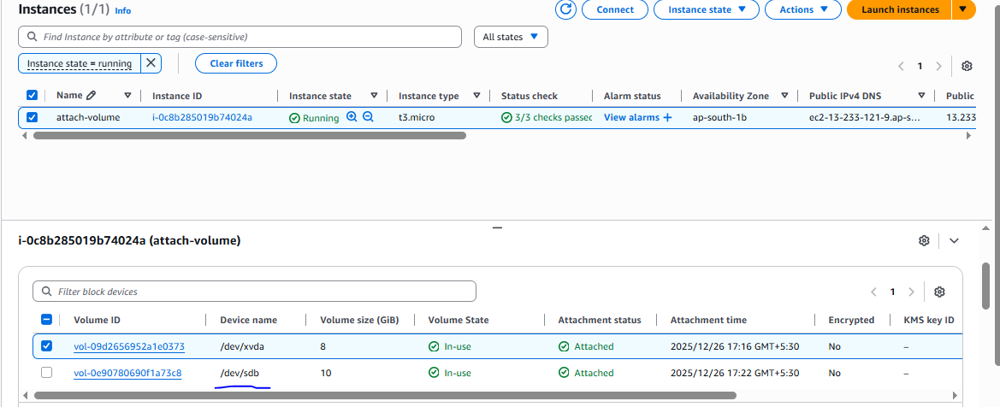 Instances (1/1) Info Connect Instance state Actions Launch instances
Find Instance by attribute or tag (case-sensitive) All states
Instance state = running Clear filters 1
Name Instance ID Instance state Instance type Status check Alarm status Availability Zone Public IPv4 DNS Public
attach-volume i-0c8b285019b74024a Running t3.micro 3/3 checks passec View alarms + ap-south-1b ec2-13-233-121-9.ap-s... 13.233
i-0c8b285019b74024a (attach-volume)
Filter block devices 1
Volume ID Device name Volume size (GiB) Volume State Attachment status Attachment time Encrypted KMS key ID
vol-09d2656952a1e0373 /dev/xvda 8 In-use Attached 2025/12/26 17:16 GMT+5:30 No –
vol-0e90780690f1a73c8 /dev/sdb 10 In-use Attached 2025/12/26 17:22 GMT+5:30 No –